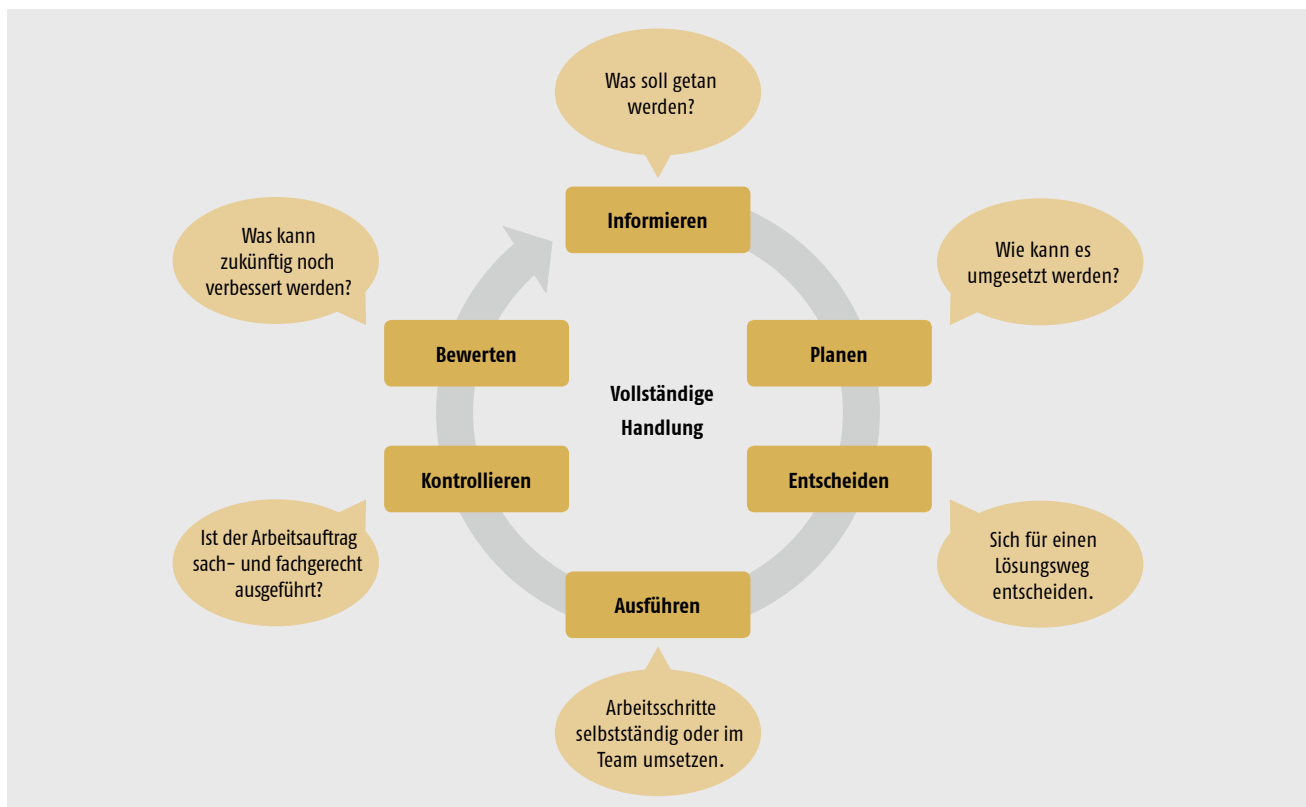 Was soll getan
werden?
Informieren
Wie kann es
umgesetzt werden?
Planen
Entscheiden
Sich für einen
Lösungsweg
entscheiden.
Ausführen
Arbeitsschritte
selbstständig oder im
Team umsetzen.
Kontrollieren
Ist der Arbeitsauftrag
sach- und fachgerecht
ausgeführt?
Bewerten
Was kann
zukünftig noch
verbessert werden?
Vollständige
Handlung